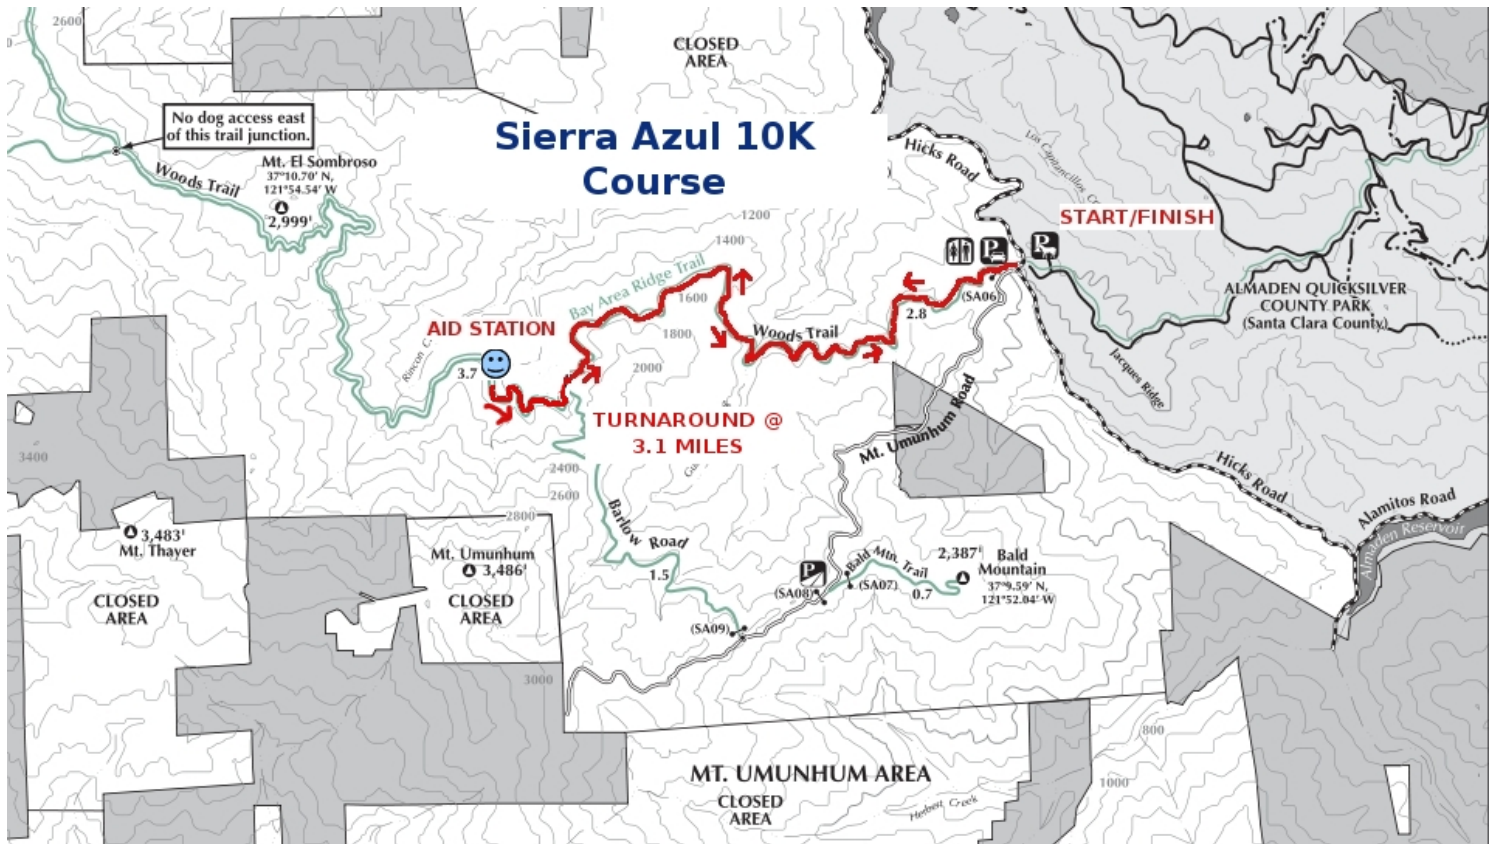 2600
CLOSED
AREA
No dog access east
of this trail junction.
Sierra Azul 10K
Course
Hicks Road
Los Capitancillos C
Mt. El Sombroso
37°10.70' N,
121°54.54' W
2,999'
Woods Trail
1200
START/FINISH
1400
P
P
Bay Area Ridge Trail
1600
(SA06)
ALMADEN QUICKSILVER
COUNTY PARK
(Santa Clara County)
2.8
AID STATION
1800
Woods Trail
Rincon C.
3.7
2000
Jacques Ridge
TURNAROUND @
3.1 MILES
Mt. Umunhum Road
3400
2400
Gu
Hicks Road
2600
Alamitos Road
Almaden Reservoir
2800
Barlow Road
3,483'
Mt. Thayer
Mt. Umunhum
3,486'
1.5
P
Bald Mtn. Trail
2,387'
Bald
Mountain
37°9.59' N,
121°52.04' W
(SA08)
(SA07)
0.7
CLOSED
AREA
CLOSED
AREA
(SA09)
3000
800
MT. UMUNHUM AREA
CLOSED
AREA
1000
Herbert Creek